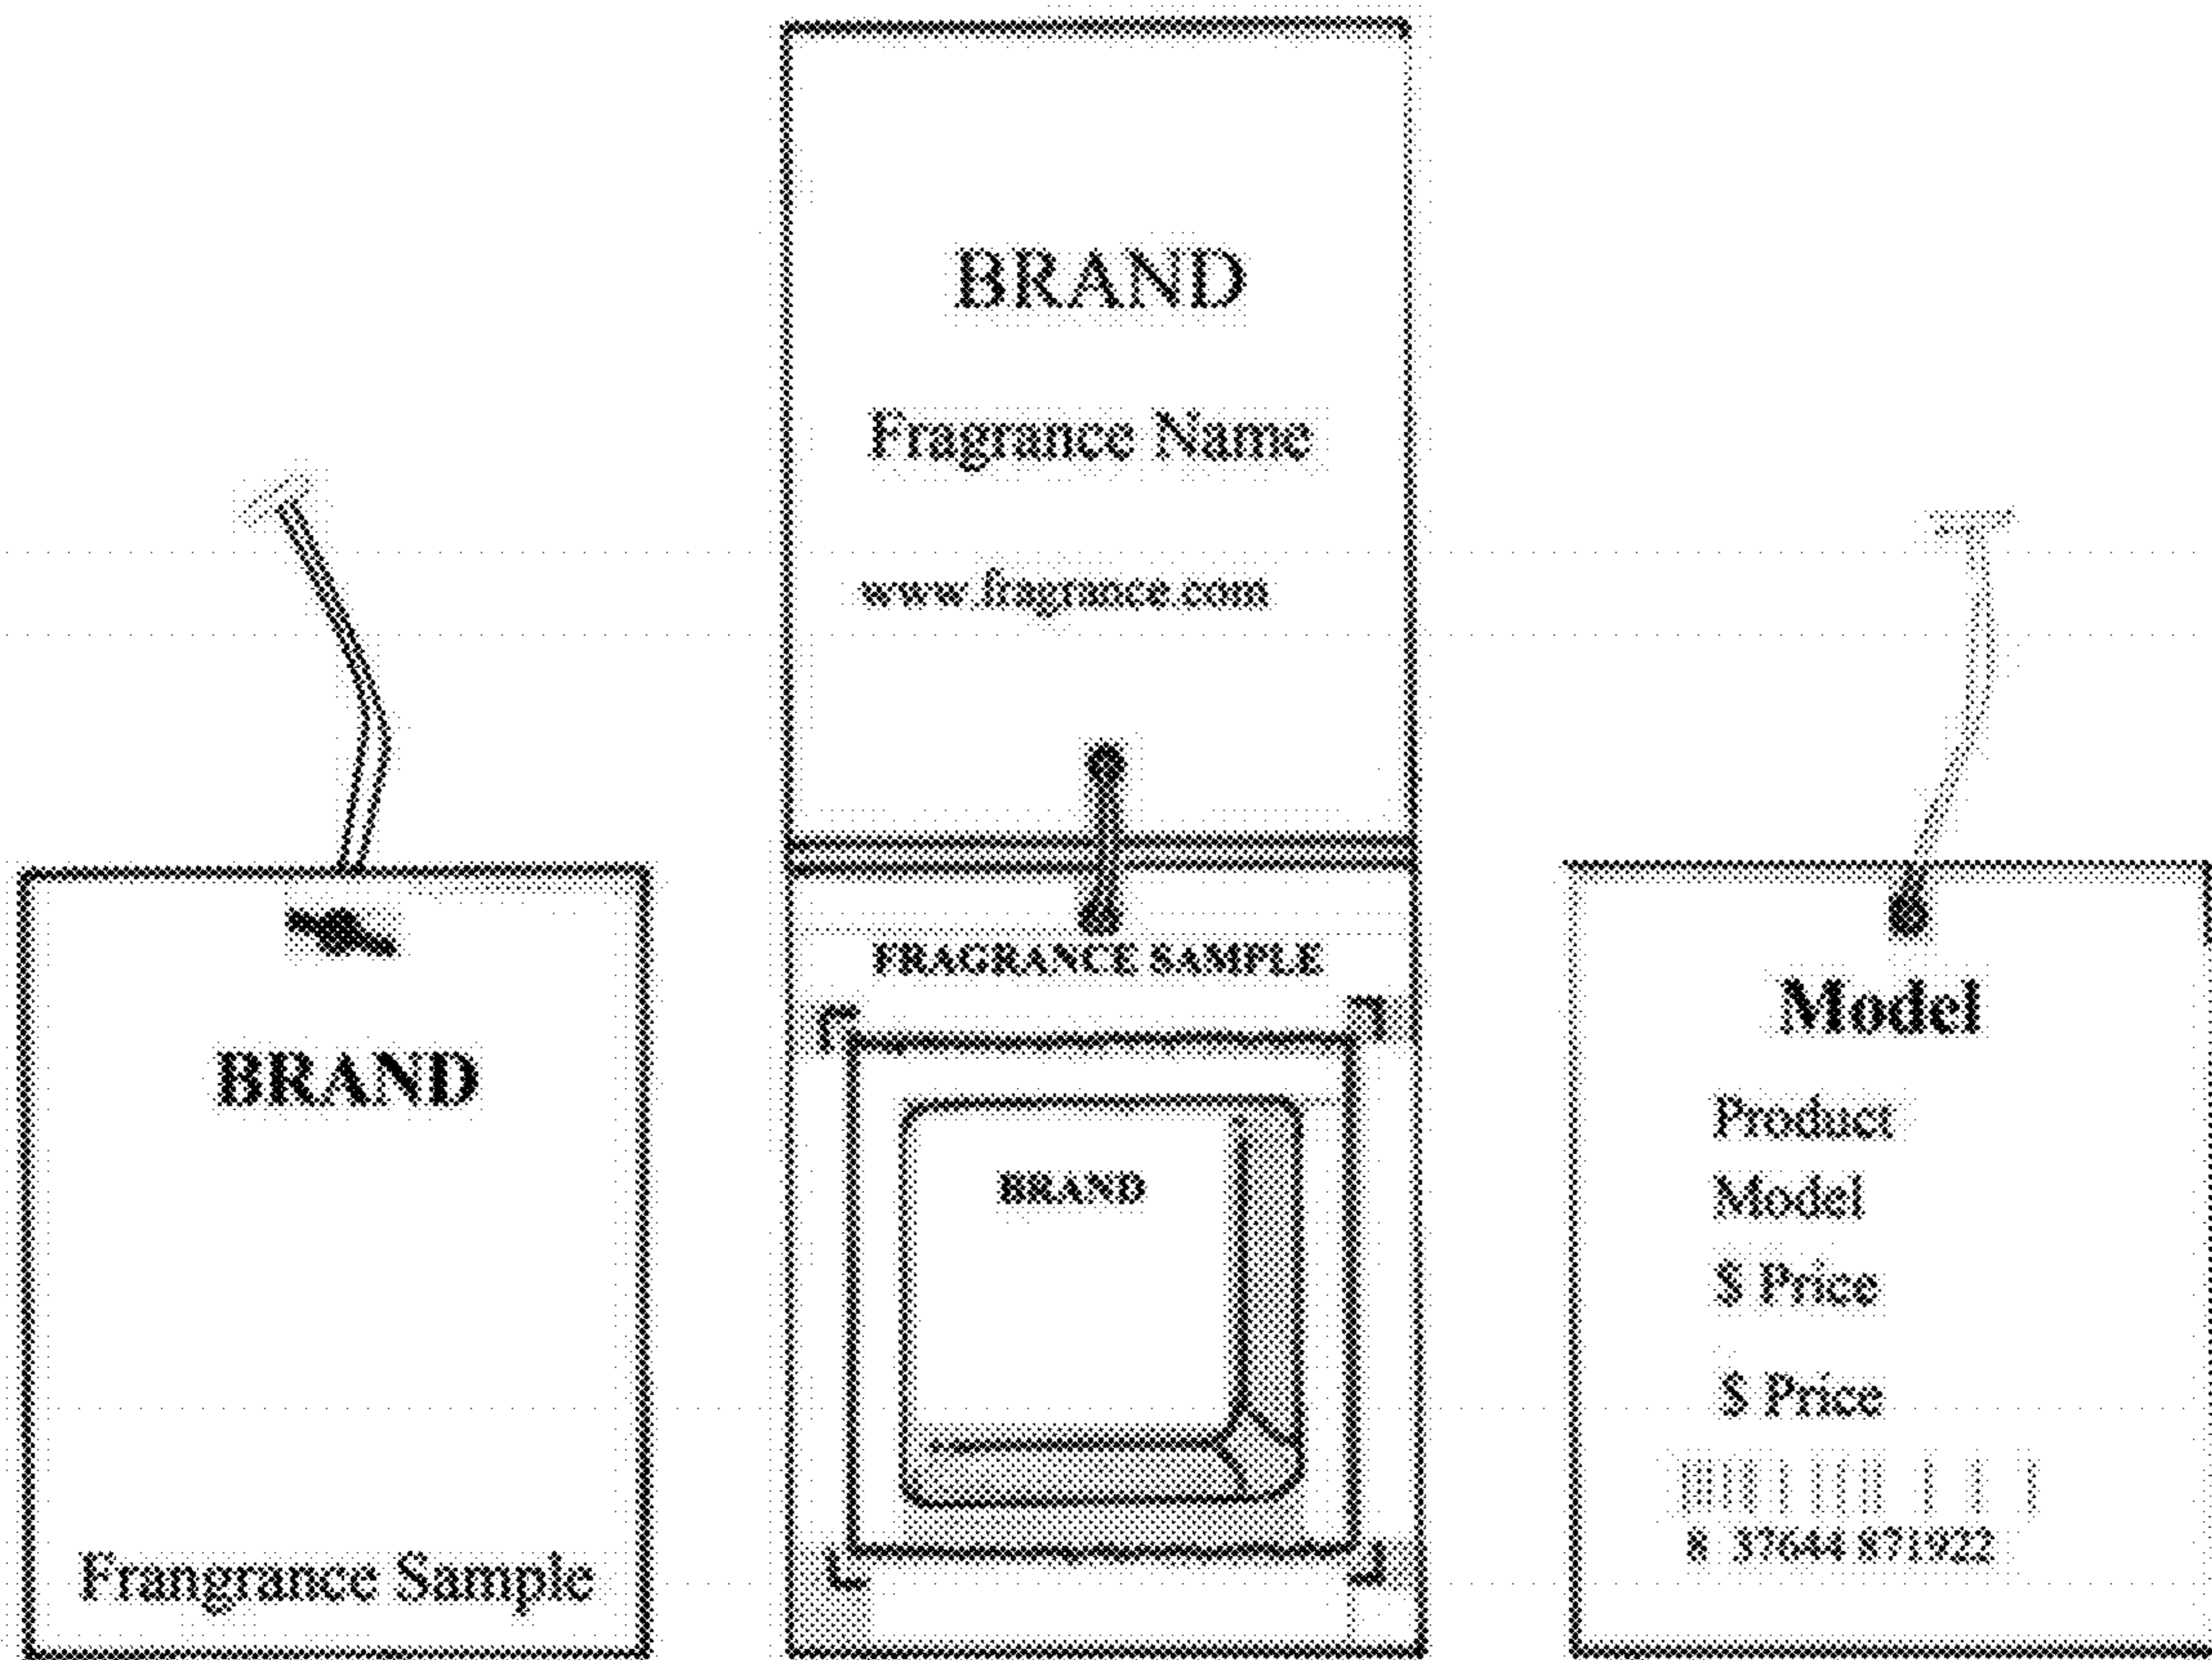 BRAND
Frangrance Sample
BRAND
Fragrance Name
www.fragrance.com
FRAGRANCE SAMPLE
BRAND
Model
Product
Model
$ Price
$ Price
8 37644 871922